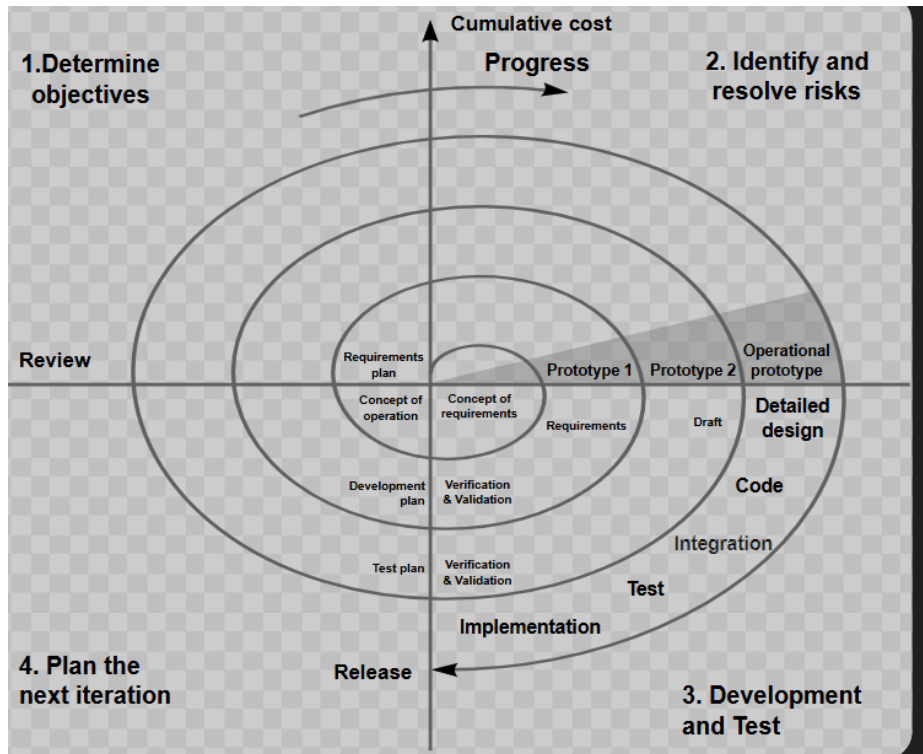 Cumulative cost
1.Determine
objectives
Progress
2. Identify and
resolve risks
Review
Requirements
plan
Prototype 1
Prototype 2
Operational
prototype
Concept of
operation
Concept of
requirements
Requirements
Draft
Detailed
design
Development
plan
Verification
& Validation
Code
Integration
Test plan
Verification
& Validation
Test
Implementation
4. Plan the
next iteration
Release
3. Development
and Test